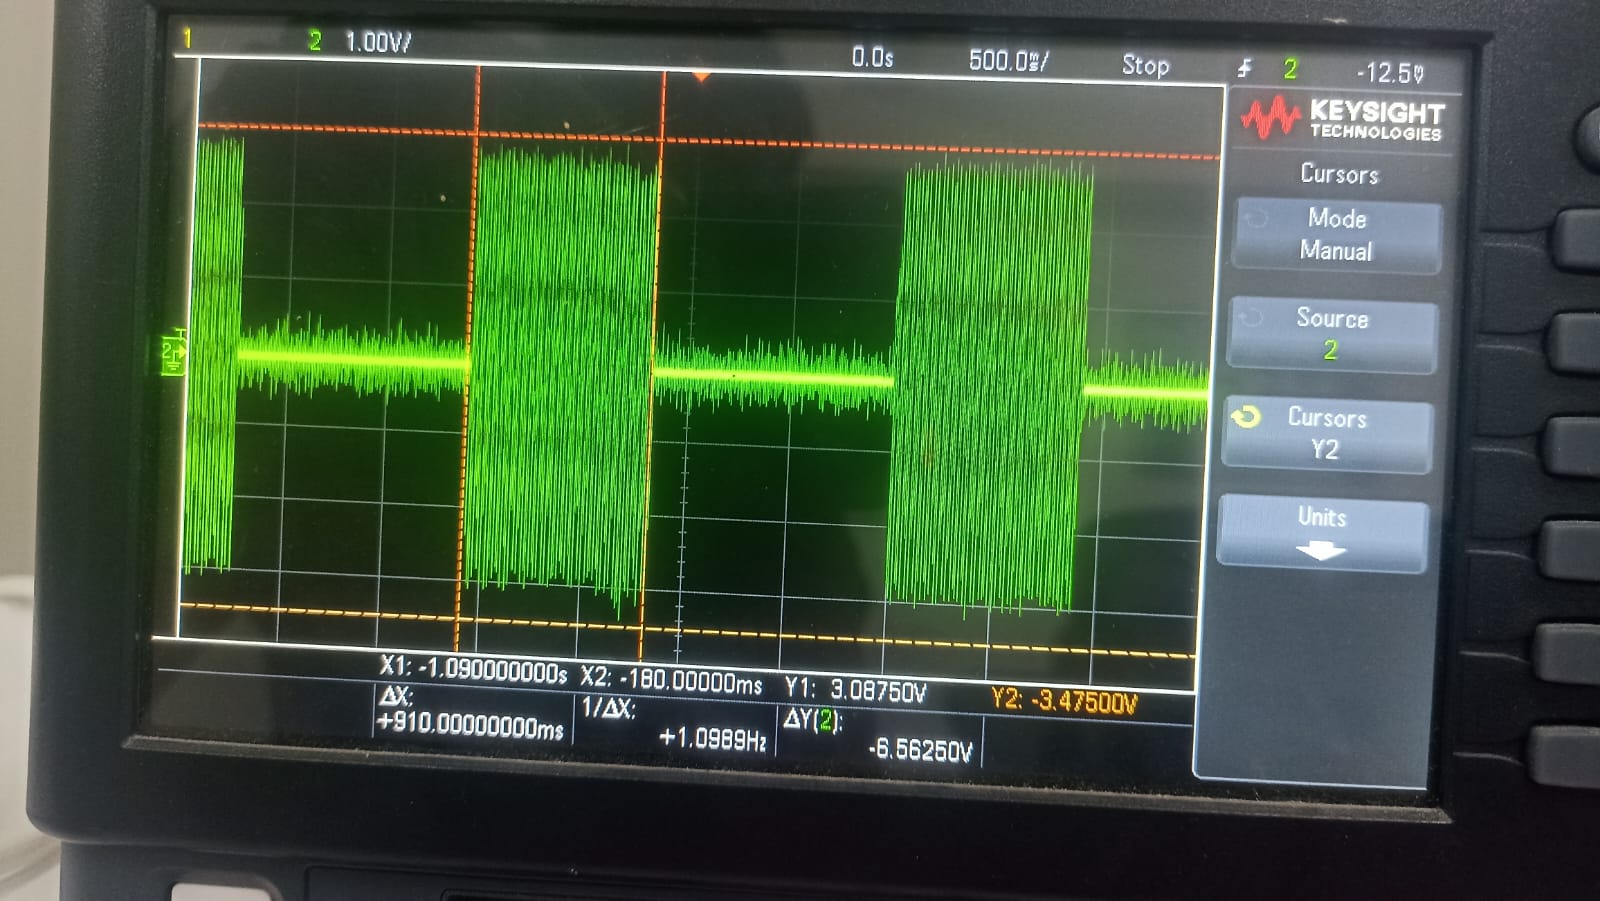 1 2 1.00V/ 0.0s 500.0ms/ Stop 2 -12.5V
KEYSIGHT
TECHNOLOGIES
Cursors
Mode
Manual
Source
2
Cursors
Y2
Units
2
X1: -1.090000000s X2: -180.00000ms Y1: 3.08750V Y2: -3.47500V
ΔX:
+910.00000000ms
1/ΔX:
+1.0989Hz
ΔY(2):
-6.56250V